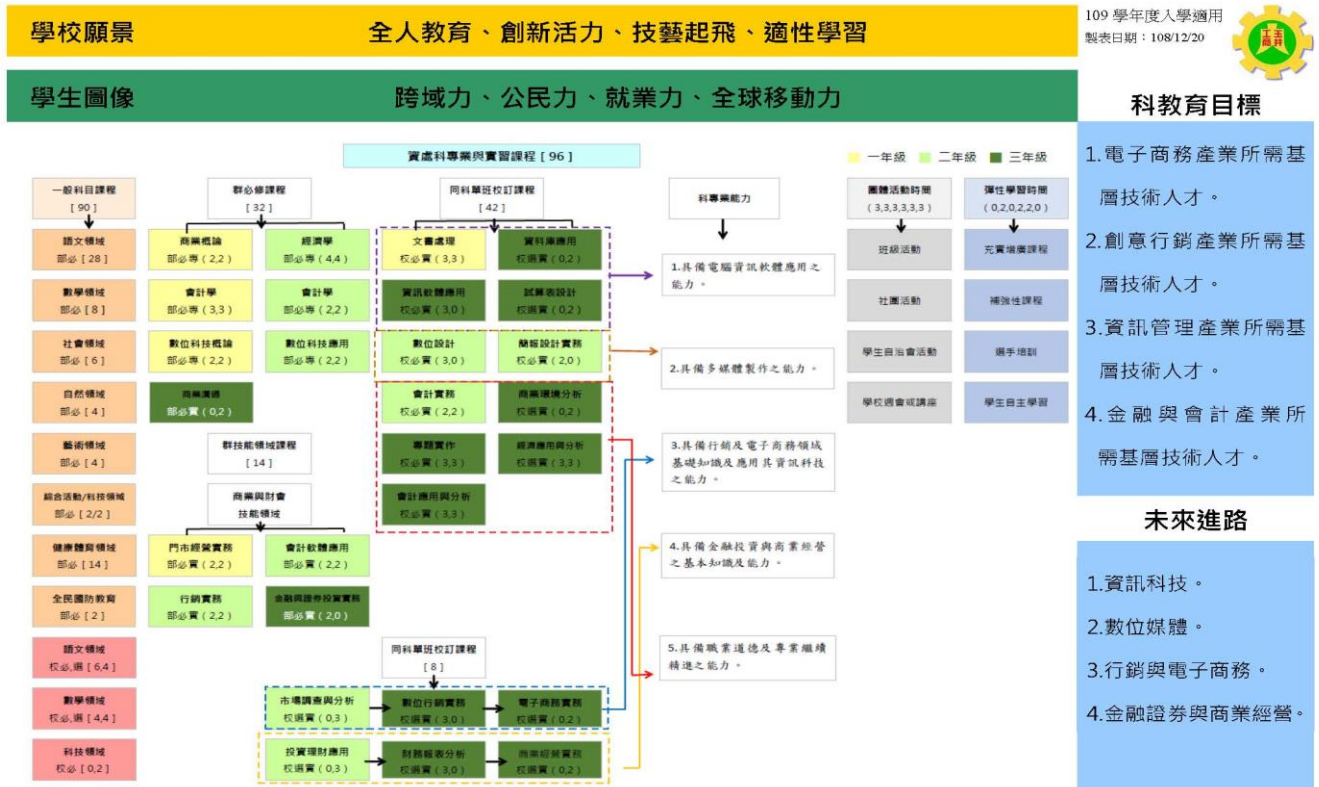 學校願景 全人教育、創新活力、技藝起飛、適性學習
109 學年度入學適用
製表日期：108/12/20
玉井
工商
學生圖像 跨域力、公民力、就業力、全球移動力
科教育目標
1.電子商務產業所需基
層技術人才。
2.創意行銷產業所需基
層技術人才。
3.資訊管理產業所需基
層技術人才。
4.金融與會計產業所
需基層技術人才。
未來進路
1.資訊科技。
2.數位媒體。
3.行銷與電子商務。
4.金融證券與商業經營。
資處科專業與實習課程 [ 96 ]
一年級 二年級 三年級
一般科目課程
[ 90 ]
語文領域
部必 [ 28 ]
數學領域
部必 [ 8 ]
社會領域
部必 [ 6 ]
自然領域
部必 [ 4 ]
藝術領域
部必 [ 4 ]
綜合活動/科技領域
部必 [ 2/2 ]
健康體育領域
部必 [ 14 ]
全民國防教育
部必 [ 2 ]
語文領域
校必,選 [ 6,4 ]
數學領域
校必,選 [ 4,4 ]
科技領域
校必 [ 0,2 ]
群必修課程
[ 32 ]
商業概論
部必專 ( 2,2 )
經濟學
部必專 ( 4,4 )
會計學
部必專 ( 3,3 )
會計學
部必專 ( 2,2 )
數位科技概論
部必專 ( 2,2 )
數位科技應用
部必專 ( 2,2 )
商業溝通
部必實 ( 0,2 )
群技能領域課程
[ 14 ]
商業與財會
技能領域
門市經營實務
部必實 ( 2,2 )
會計軟體應用
部必實 ( 2,2 )
行銷實務
部必實 ( 2,2 )
金融與證券投資實務
部必實 ( 2,0 )
同科單班校訂課程
[ 42 ]
文書處理
校必實 ( 3,3 )
資料庫應用
校選實 ( 0,2 )
資訊軟體應用
校必實 ( 3,0 )
試算表設計
校選實 ( 0,2 )
數位設計
校必實 ( 3,0 )
簡報設計實務
校必實 ( 2,0 )
會計實務
校必實 ( 2,2 )
商業環境分析
校選實 ( 0,2 )
專題實作
校必實 ( 3,3 )
經濟應用與分析
校必實 ( 3,3 )
會計應用與分析
校必實 ( 3,3 )
同科單班校訂課程
[ 8 ]
市場調查與分析
校選實 ( 0,3 )
數位行銷實務
校選實 ( 3,0 )
電子商務實務
校選實 ( 0,2 )
投資理財應用
校選實 ( 0,3 )
財務報表分析
校選實 ( 3,0 )
商業經營實務
校選實 ( 0,2 )
科專業能力
1.具備電腦資訊軟體應用之
能力。
2.具備多媒體製作之能力。
3.具備行銷及電子商務領域
基礎知識及應用其資訊科技
之能力。
4.具備金融投資與商業經營
之基本知識及能力。
5.具備職業道德及專業繼續
精進之能力。
團體活動時間
( 3,3,3,3,3,3 )
班級活動
社團活動
學生自治會活動
學校週會或講座
彈性學習時間
( 0,2,0,2,2,0 )
充實增廣課程
補強性課程
選手培訓
學生自主學習